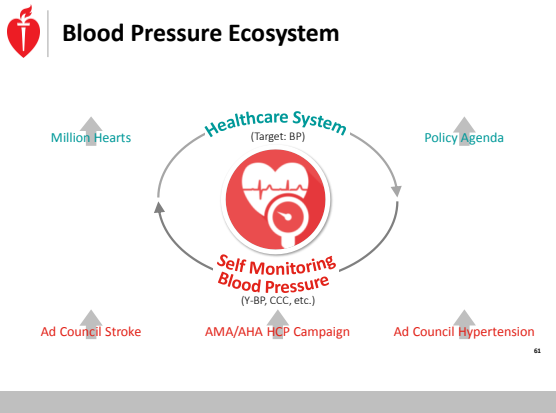 Blood Pressure Ecosystem
Healthcare System
(Target: BP)
Million Hearts
Policy Agenda
Self Monitoring
Blood Pressure
(Y-BP, CCC, etc.)
Ad Council Stroke
AMA/AHA HCP Campaign
Ad Council Hypertension
61